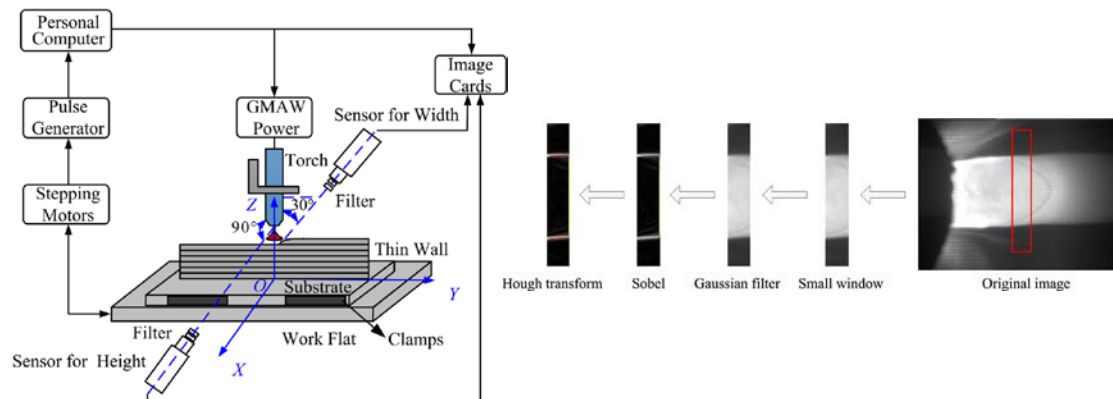 Personal
Computer
Image
Cards
Pulse
Generator
GMAW
Power
Sensor for Width
Torch
Stepping
Motors
Filter
Z
30°
90°
Thin Wall
O
Substrate
Y
Filter
Work Flat
Clamps
Sensor for Height
X
Hough transform
Sobel
Gaussian filter
Small window
Original image